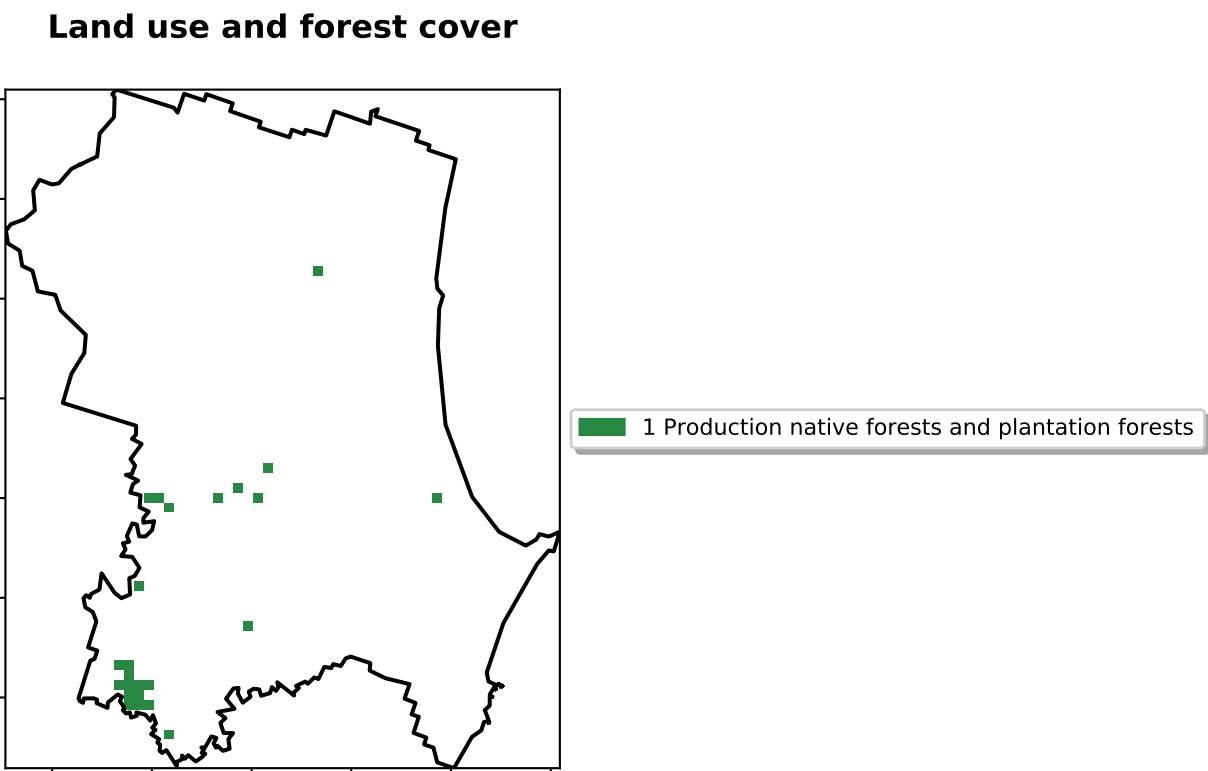 Land use and forest cover
1 Production native forests and plantation forests